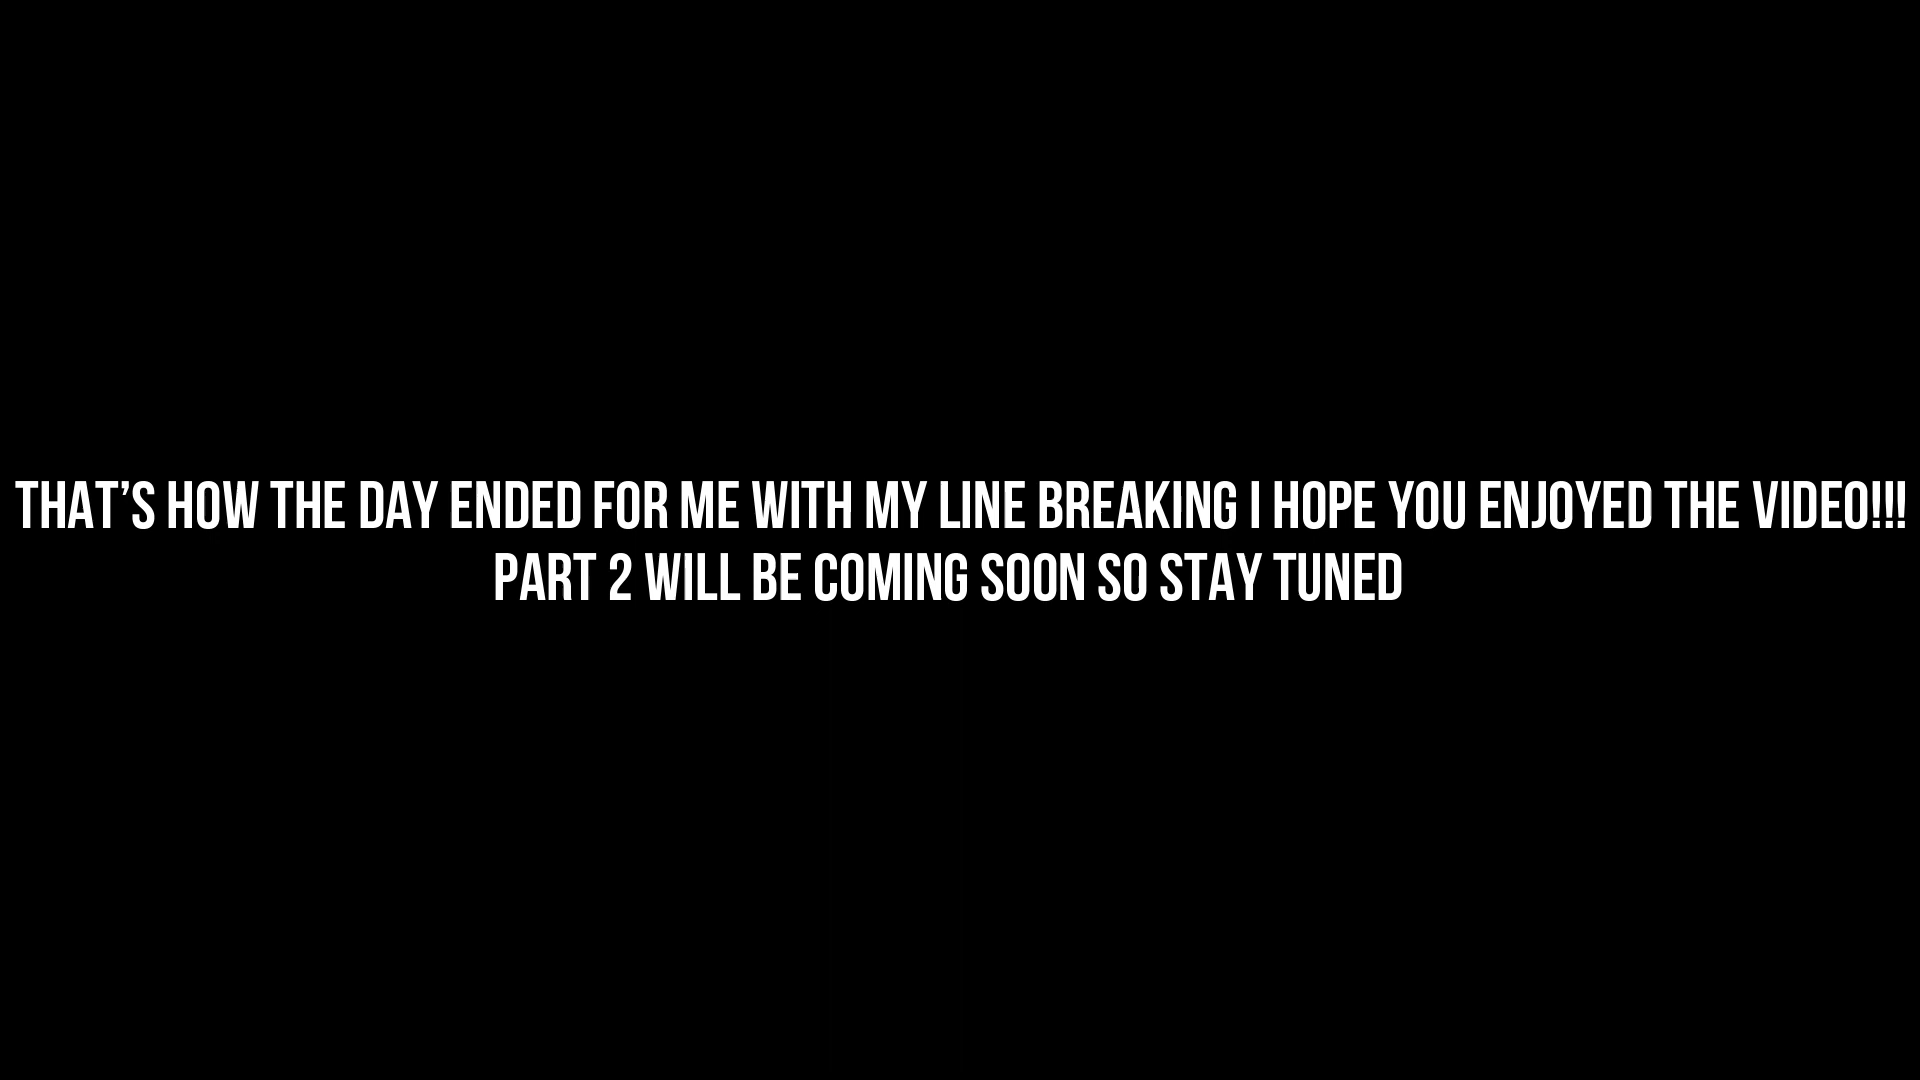 THAT’S HOW THE DAY ENDED FOR ME WITH MY LINE BREAKING I HOPE YOU ENJOYED THE VIDEO!!!
PART 2 WILL BE COMING SOON SO STAY TUNED